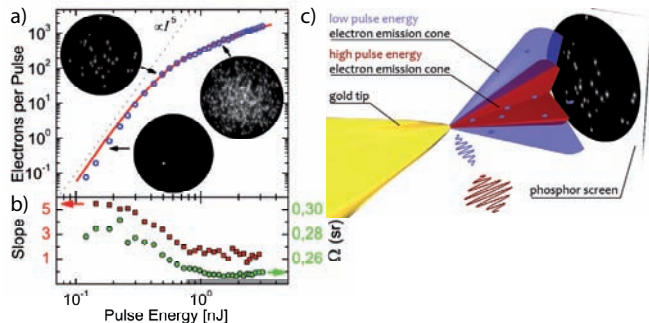 a)
∝I⁵
Electrons per Pulse
10³
10²
10¹
10⁰
10⁻¹
b)
Slope
5
3
1
0,30
0,28
0,26
Ω (sr)
10⁻¹
10⁰
Pulse Energy [nJ]
c)
low pulse energy
electron emission cone
high pulse energy
electron emission cone
gold tip
phosphor screen